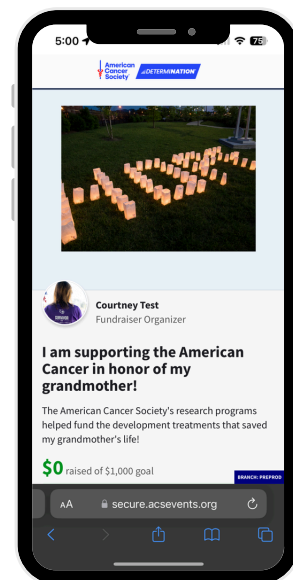 5:00
75
American
Cancer
Society
DETERMINATION
Courtney Test
Fundraiser Organizer
I am supporting the American
Cancer in honor of my
grandmother!
The American Cancer Society's research programs
helped fund the development treatments that saved
my grandmother's life!
$0 raised of $1,000 goal
BRANCH: PREPROD
AA secure.acsevents.org